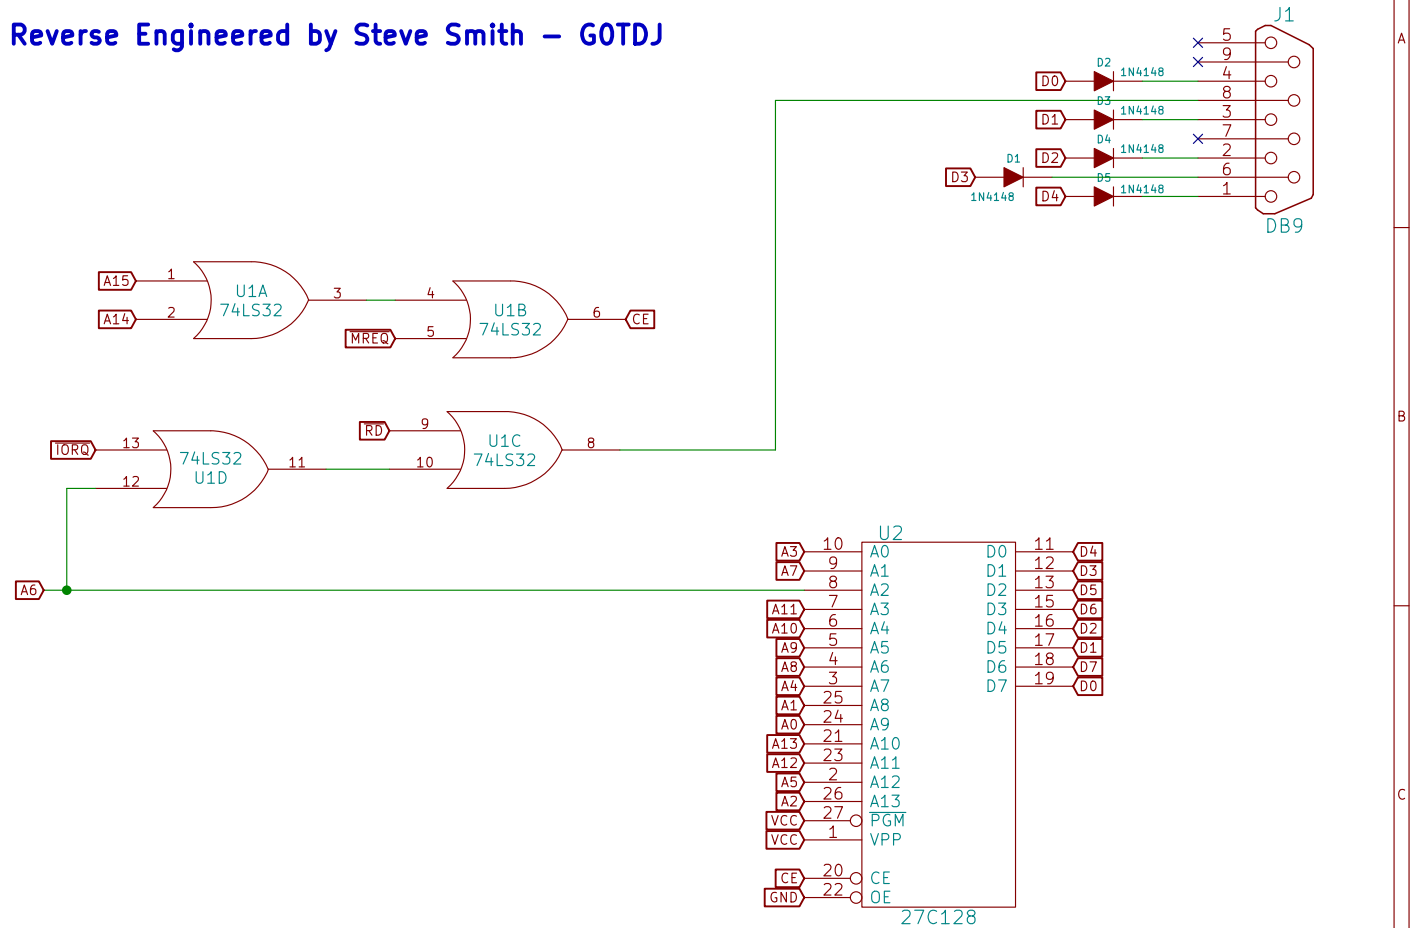 Reverse Engineered by Steve Smith - G0TDJ
J1
A
5
9
D2
1N4148
D0
4
8
D3
1N4148
D1
3
7
D4
1N4148
D2
2
D1
D3
1N4148
6
D5
1N4148
D4
1
DB9
A15
1
A14
2
U1A
74LS32
3
4
MREQ
5
U1B
74LS32
6
CE
B
IORQ
13
12
74LS32
U1D
11
RD
9
10
U1C
74LS32
8
A6
U2
A3 10 A0 D0 11 D4
A7 9 A1 D1 12 D3
8 A2 D2 13 D5
A11 7 A3 D3 15 D6
A10 6 A4 D4 16 D2
A9 5 A5 D5 17 D1
A8 4 A6 D6 18 D7
A4 3 A7 D7 19 D0
A1 25 A8
A0 24 A9
A13 21 A10
A12 23 A11
A5 2 A12
A2 26 A13
VCC 27 PGM
VCC 1 VPP
CE 20 CE
GND 22 OE
27C128
C